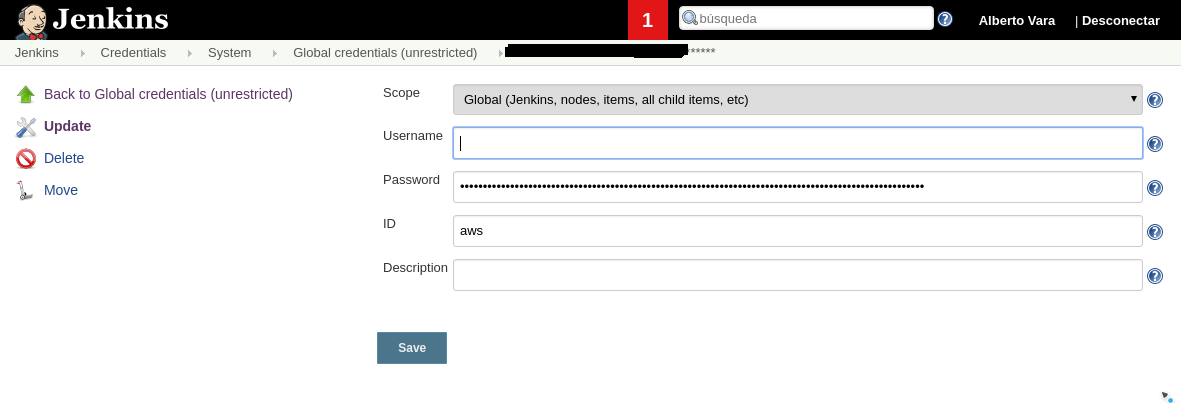 Jenkins
1
búsqueda
Alberto Vara
| Desconectar
Jenkins
Credentials
System
Global credentials (unrestricted)
******
Back to Global credentials (unrestricted)
Update
Delete
Move
Scope
Global (Jenkins, nodes, items, all child items, etc)
Username
Password
ID
aws
Description
Save